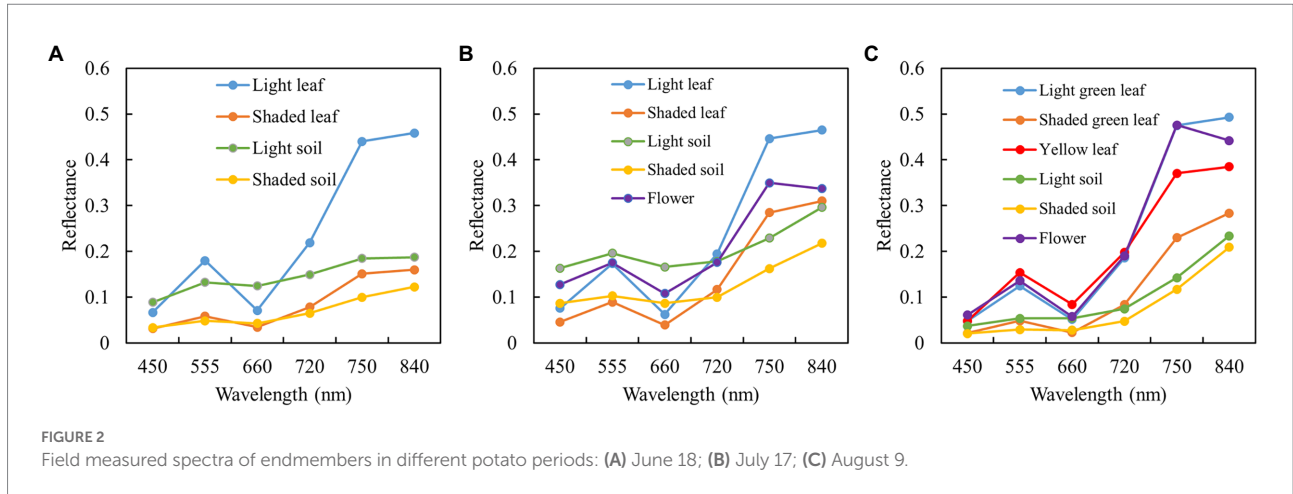 A
0.6
0.5
0.4
0.3
0.2
0.1
0
Reflectance
Light leaf
Shaded leaf
Light soil
Shaded soil
450 555 660 720 750 840
Wavelength (nm)
B
0.6
0.5
0.4
0.3
0.2
0.1
0
Reflectance
Light leaf
Shaded leaf
Light soil
Shaded soil
Flower
450 555 660 720 750 840
Wavelength (nm)
C
0.6
0.5
0.4
0.3
0.2
0.1
0
Reflectance
Light green leaf
Shaded green leaf
Yellow leaf
Light soil
Shaded soil
Flower
450 555 660 720 750 840
Wavelength (nm)
FIGURE 2
Field measured spectra of endmembers in different potato periods: (A) June 18; (B) July 17; (C) August 9.